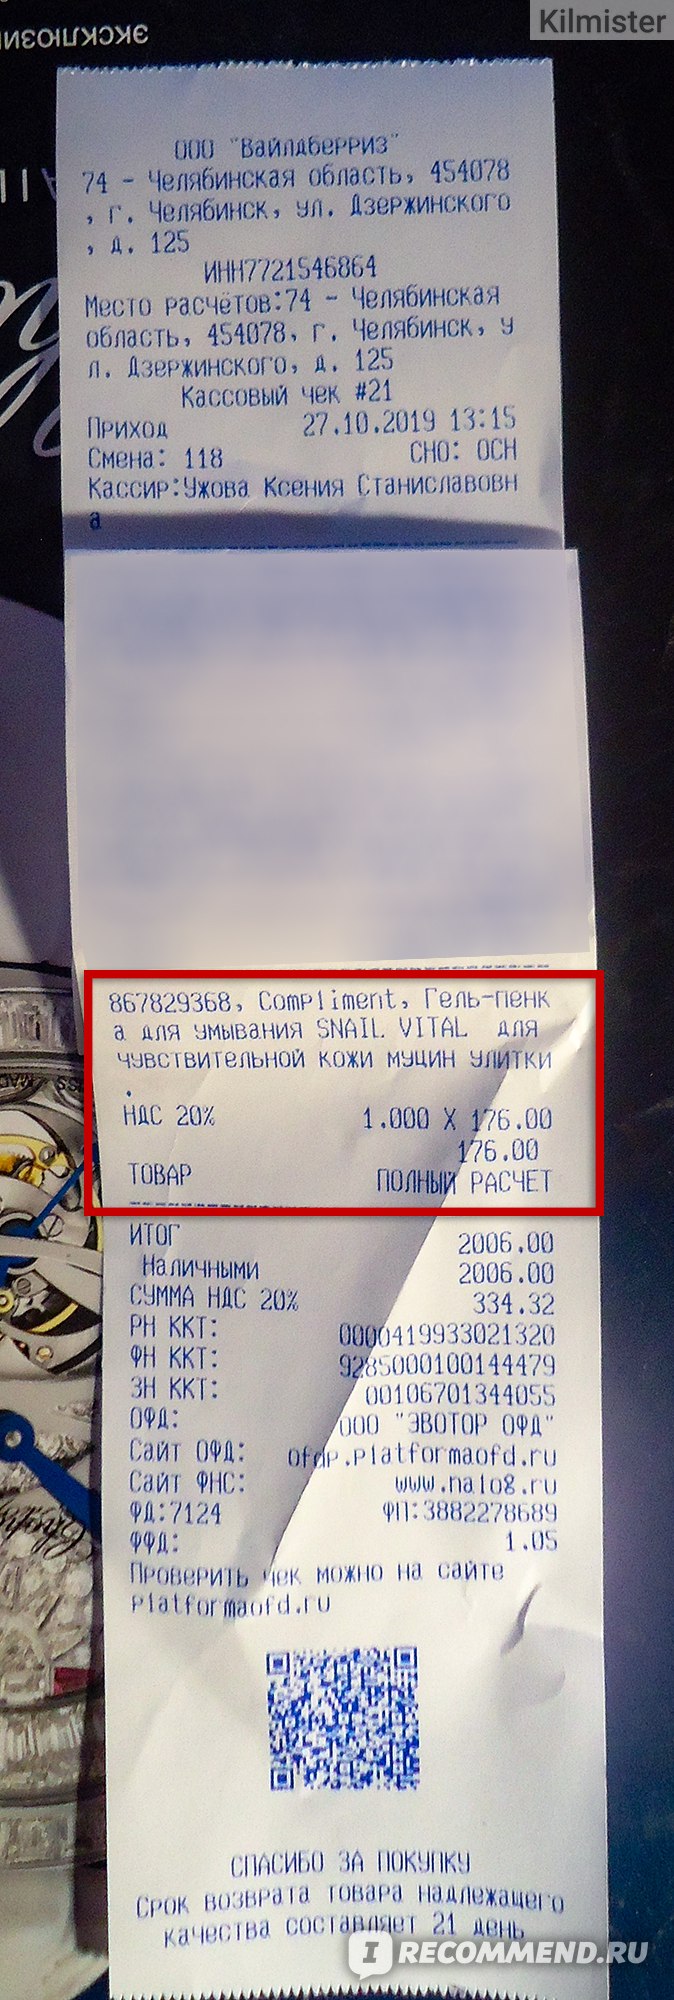 Kilmister
ЭКСКЛЮЗИ
ООО "Вайлдберриз"
74 - Челябинская область, 454078
, г. Челябинск, ул. Дзержинского
, д. 125
ИНН7721546864
Место расчётов:74 - Челябинская
область, 454078, г. Челябинск, у
л. Дзержинского, д. 125
Кассовый чек #21
Приход 27.10.2019 13:15
Смена: 118 СНО: ОСН
Кассир:Ужова Ксения Станиславовн
а
867829368, Compliment, Гель-пенк
а для умывания SNAIL VITAL для
чувствительной кожи муцин улитки
.
НДС 20% 1.000 X 176.00
176.00
ТОВАР ПОЛНЫЙ РАСЧЕТ
ИТОГ 2006.00
Наличными 2006.00
СУММА НДС 20% 334.32
РН ККТ: 0000419933021320
ФН ККТ: 9285000100144479
ЗН ККТ: 00106701344055
ОФД: ООО "ЭВОТОР ОФД"
Сайт ОФД: Ofdp.platformaofd.ru
Сайт ФНС: www.nalog.ru
ФД:7124 ФП:3882278689
ФФД: 1.05
Проверить чек можно на сайте
Platformaofd.ru
СПАСИБО ЗА ПОКУПКУ
Срок возврата товара надлежащего
качества составляет 21 день
IRECOMMEND.RU